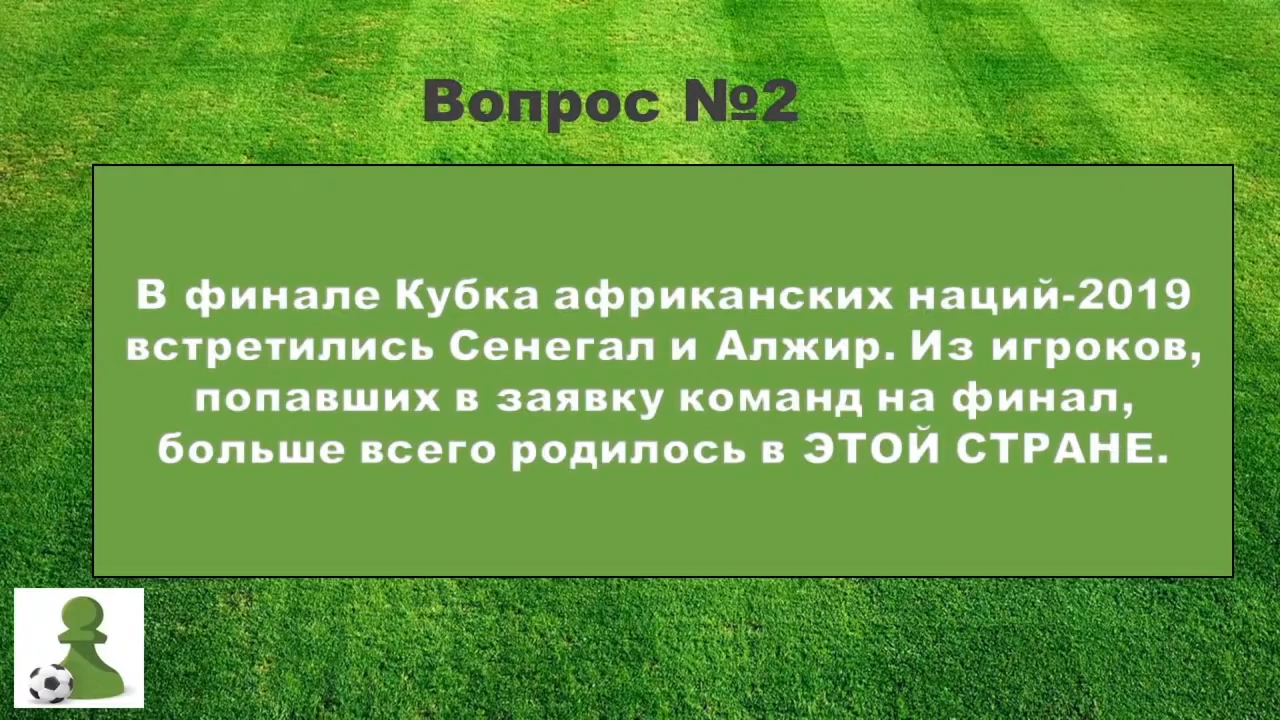 Вопрос №2
В финале Кубка африканских наций-2019
встретились Сенегал и Алжир. Из игроков,
попавших в заявку команд на финал,
больше всего родилось в ЭТОЙ СТРАНЕ.